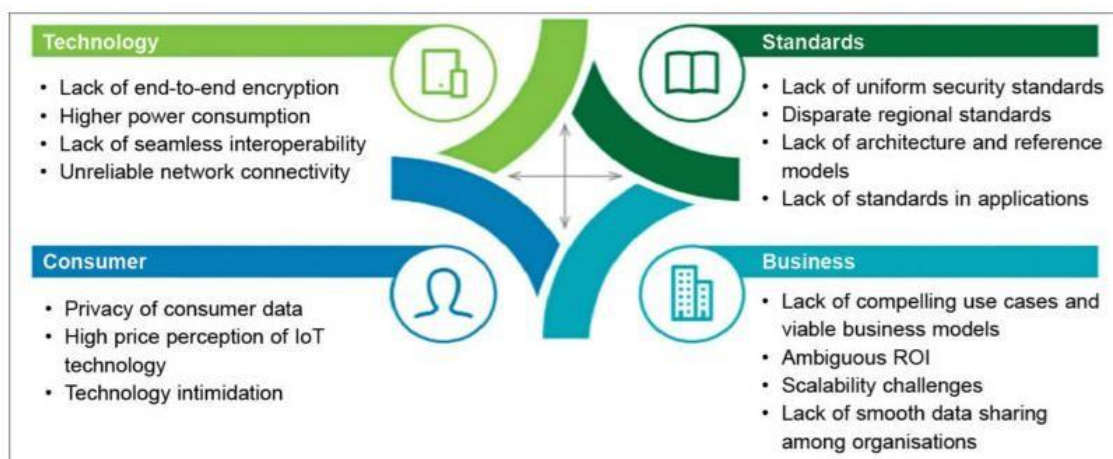 Technology
• Lack of end-to-end encryption
• Higher power consumption
• Lack of seamless interoperability
• Unreliable network connectivity
Standards
• Lack of uniform security standards
• Disparate regional standards
• Lack of architecture and reference
models
• Lack of standards in applications
Consumer
• Privacy of consumer data
• High price perception of IoT
technology
• Technology intimidation
Business
• Lack of compelling use cases and
viable business models
• Ambiguous ROI
• Scalability challenges
• Lack of smooth data sharing
among organisations